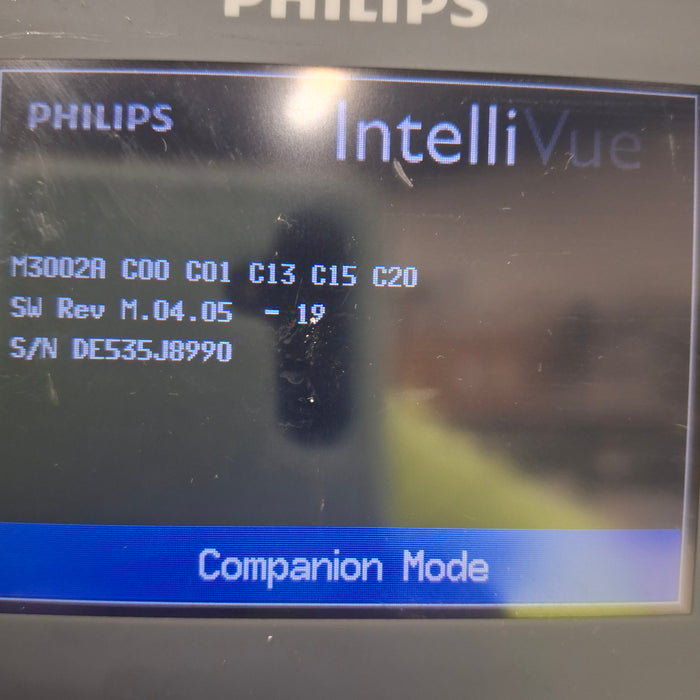 PHILIPS
PHILIPS
IntelliVue
M3002A C00 C01 C13 C15 C20
SW Rev M.04.05 - 19
S/N DE535J8990
Companion Mode